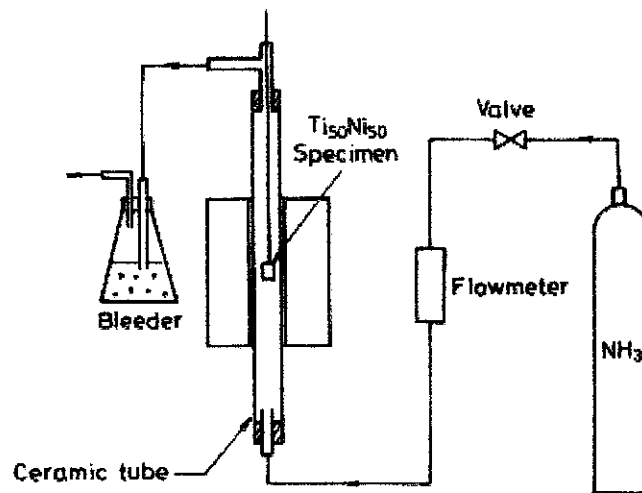 Valve
Ti50Ni50
Specimen
Bleeder
Flowmeter
NH3
Ceramic tube